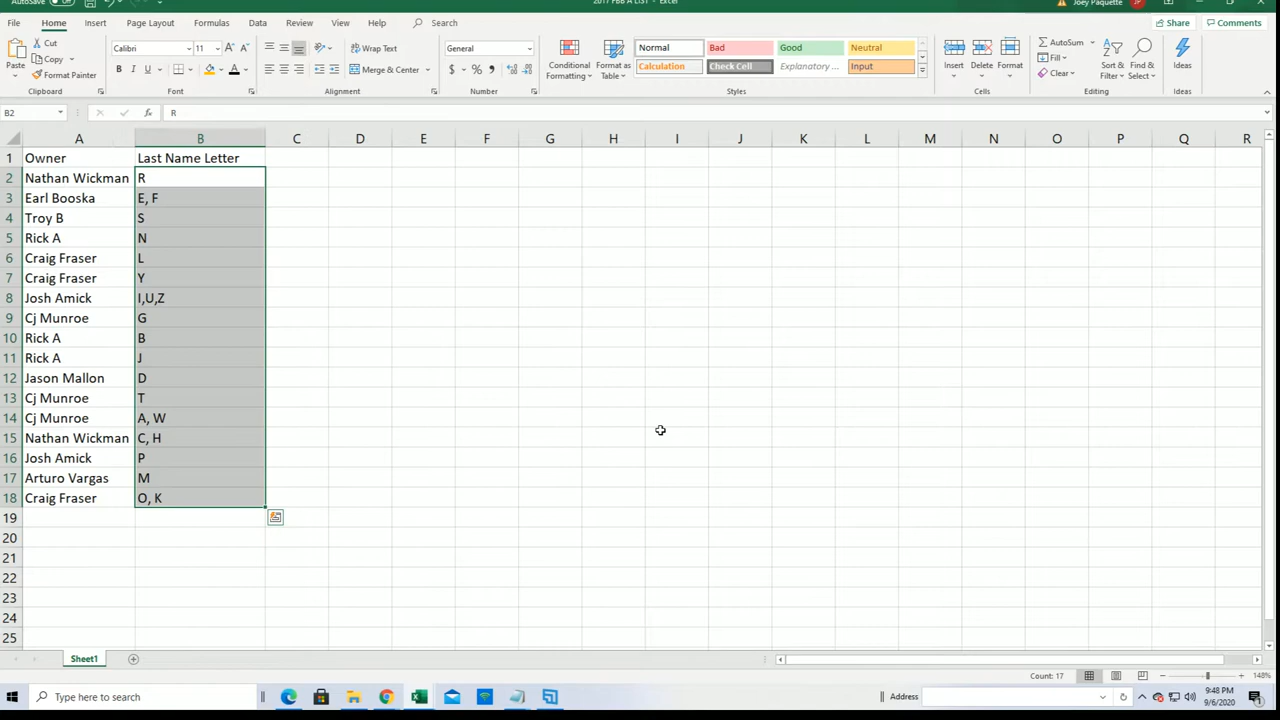 AutoSave Off 2017 FBB A LIST - Excel Joey Paquette JP
File Home Insert Page Layout Formulas Data Review View Help Search Share Comments
Paste Cut Copy Format Painter
Calibri 11 A A B I U
Wrap Text Merge & Center
General $ %
Conditional Formatting Format as Table
Normal Bad Good Neutral
Calculation Check Cell Explanatory ... Input
Insert Delete Format
AutoSum Fill Clear
Sort & Filter Find & Select
Ideas
Clipboard Font Alignment Number Styles Cells Editing Ideas
B2 fx R
A B C D E F G H I J K L M N O P Q R
1 Owner Last Name Letter
2 Nathan Wickman R
3 Earl Booska E, F
4 Troy B S
5 Rick A N
6 Craig Fraser L
7 Craig Fraser Y
8 Josh Amick I,U,Z
9 Cj Munroe G
10 Rick A B
11 Rick A J
12 Jason Mallon D
13 Cj Munroe T
14 Cj Munroe A, W
15 Nathan Wickman C, H
16 Josh Amick P
17 Arturo Vargas M
18 Craig Fraser O, K
19
20
21
22
23
24
25
Sheet1
Count: 17 148%
Type here to search Address 9:48 PM
9/6/2020